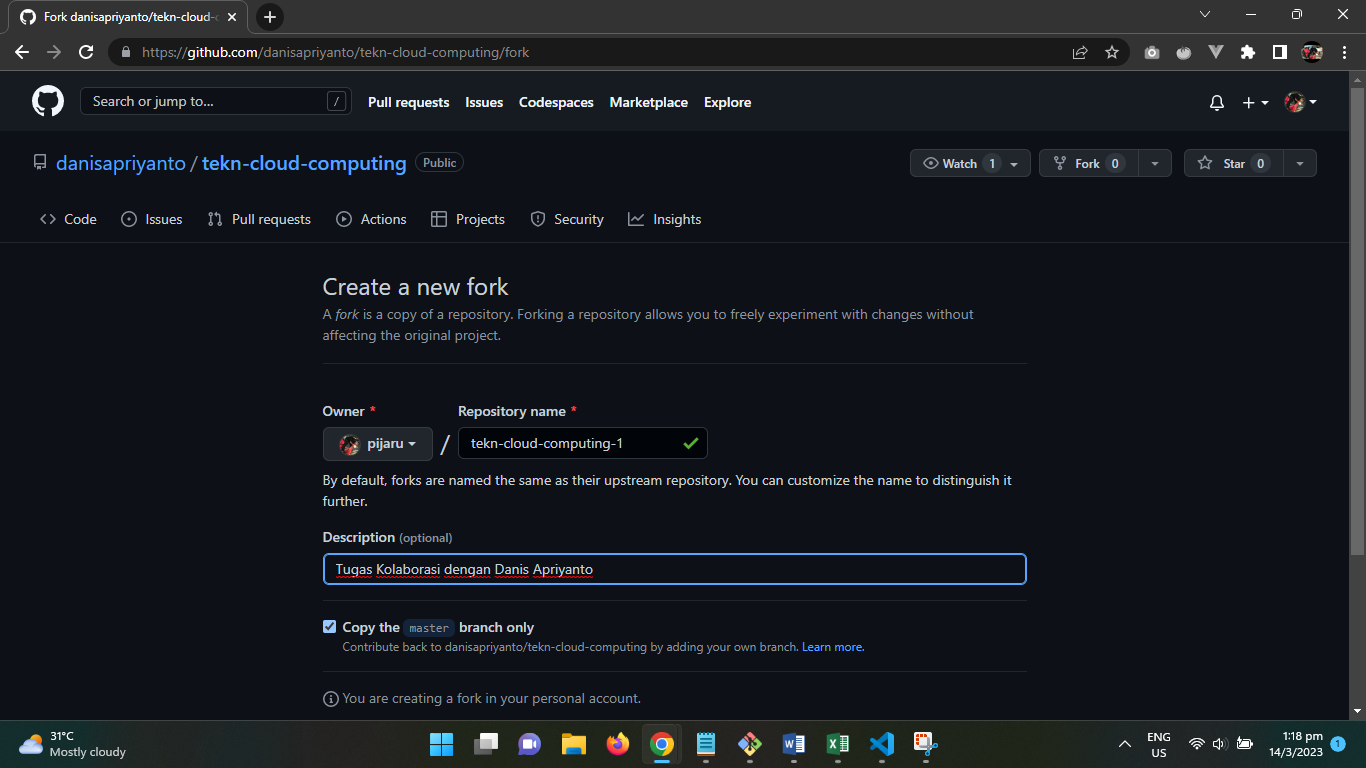 Fork danisapriyanto/tekn-cloud-c
https://github.com/danisapriyanto/tekn-cloud-computing/fork
Search or jump to... /
Pull requests Issues Codespaces Marketplace Explore
danisapriyanto / tekn-cloud-computing Public
Watch 1 Fork 0 Star 0
Code Issues Pull requests Actions Projects Security Insights
Create a new fork
A fork is a copy of a repository. Forking a repository allows you to freely experiment with changes without
affecting the original project.
Owner * Repository name *
pijaru / tekn-cloud-computing-1
By default, forks are named the same as their upstream repository. You can customize the name to distinguish it
further.
Description (optional)
Tugas Kolaborasi dengan Danis Apriyanto
Copy the master branch only
Contribute back to danisapriyanto/tekn-cloud-computing by adding your own branch. Learn more.
You are creating a fork in your personal account.
31°C
Mostly cloudy
ENG
US
1:18 pm
14/3/2023
1